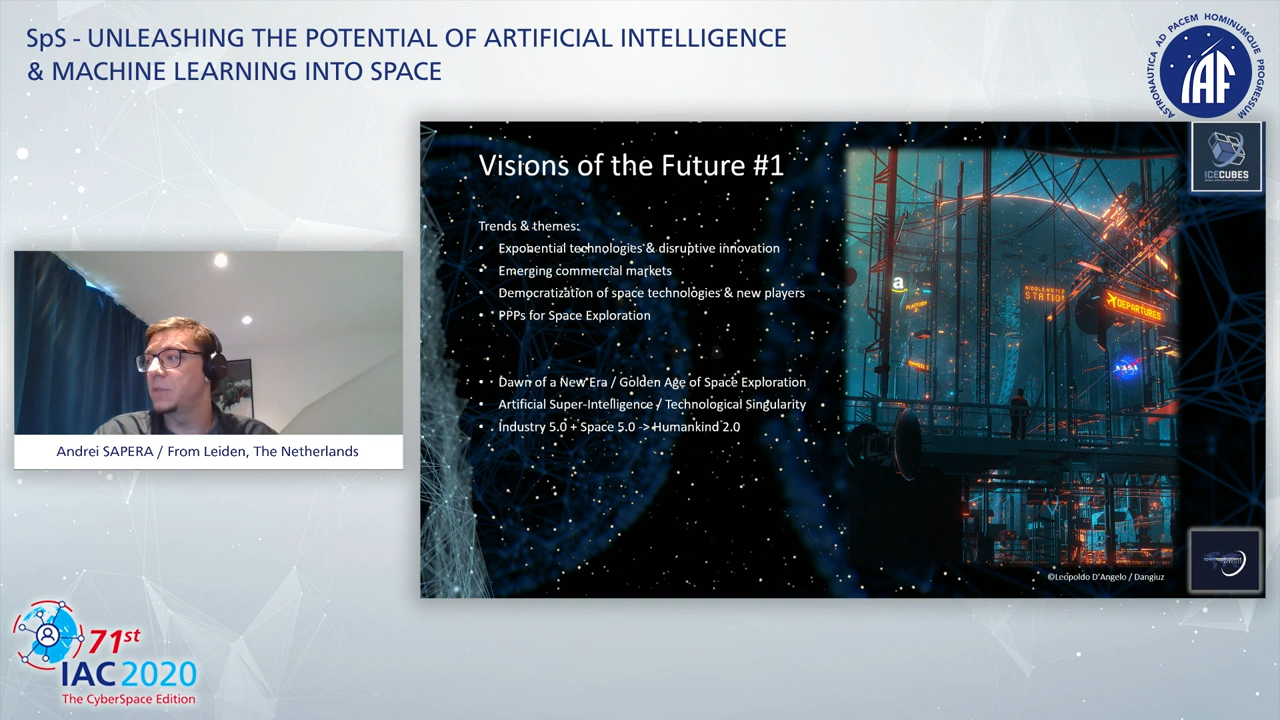 SpS - UNLEASHING THE POTENTIAL OF ARTIFICIAL INTELLIGENCE
& MACHINE LEARNING INTO SPACE
ASTRONAUTICA AD PACEM HOMINUMQUE PROGRESSUM
IAF
ICECUBES
Visions of the Future #1
Trends & themes:
• Exponential technologies & disruptive innovation
• Emerging commercial markets
• Democratization of space technologies & new players
• PPPs for Space Exploration
• Dawn of a New Era / Golden Age of Space Exploration
• Artificial Super-Intelligence / Technological Singularity
• Industry 5.0 + Space 5.0 -> Humankind 2.0
a
PLATFORM
STATION
DEPARTURES
NASA
©Leopoldo D'Angelo / Dangiuz
Andrei SAPERA / From Leiden, The Netherlands
71st
IAC 2020
The CyberSpace Edition